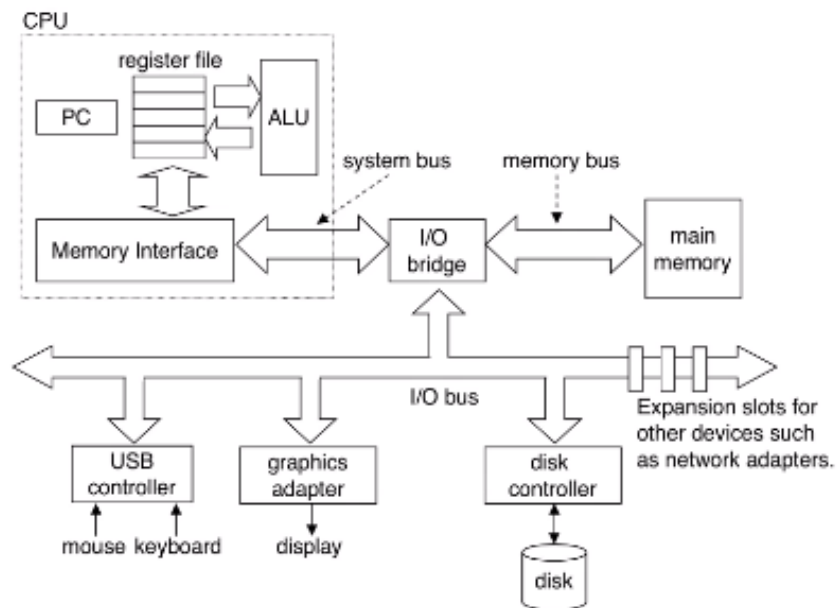 CPU
register file
PC
ALU
system bus
memory bus
Memory Interface
I/O
bridge
main
memory
I/O bus
Expansion slots for
other devices such
as network adapters.
USB
controller
graphics
adapter
disk
controller
mouse keyboard
display
disk